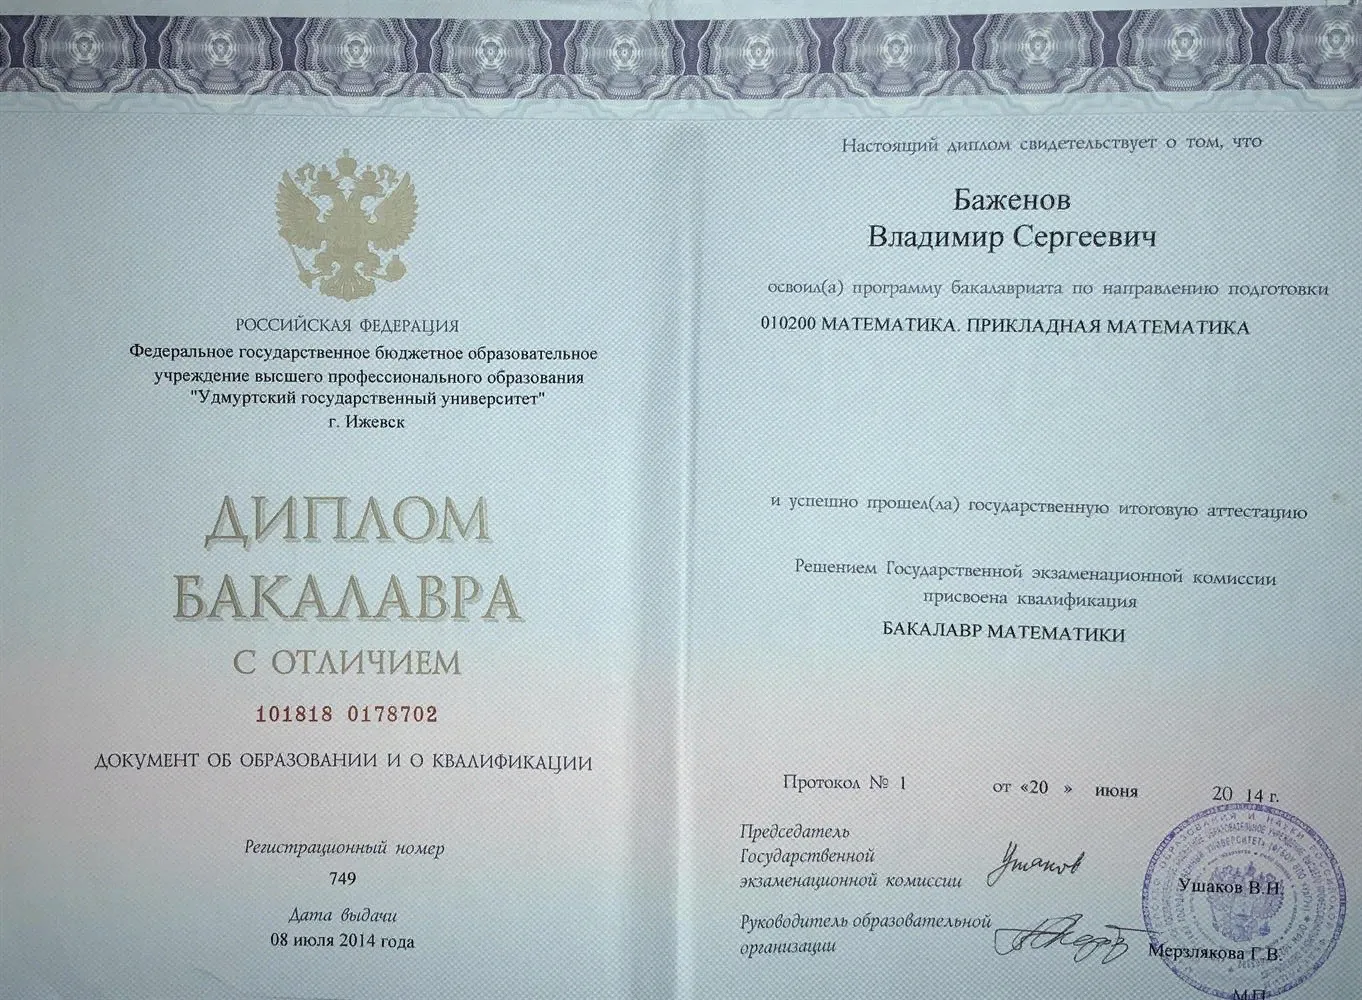 РОССИЙСКАЯ ФЕДЕРАЦИЯ
Федеральное государственное бюджетное образовательное
учреждение высшего профессионального образования
"Удмуртский государственный университет"
г. Ижевск
ДИПЛОМ
БАКАЛАВРА
С ОТЛИЧИЕМ
101818 0178702
ДОКУМЕНТ ОБ ОБРАЗОВАНИИ И О КВАЛИФИКАЦИИ
Регистрационный номер
749
Дата выдачи
08 июля 2014 года
Настоящий диплом свидетельствует о том, что
Баженов
Владимир Сергеевич
освоил(а) программу бакалавриата по направлению подготовки
010200 МАТЕМАТИКА. ПРИКЛАДНАЯ МАТЕМАТИКА
и успешно прошел(ла) государственную итоговую аттестацию
Решением Государственной экзаменационной комиссии
присвоена квалификация
БАКАЛАВР МАТЕМАТИКИ
Протокол № 1 от «20 » июня 20 14 г.
Председатель
Государственной
экзаменационной комиссии Ушаков Ушаков В.Н.
Руководитель образовательной
организации Мерзлякова Г.В.
М.П.